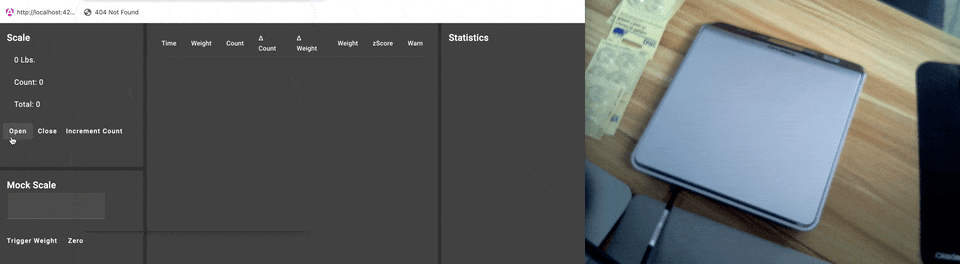 http://localhost:42...
404 Not Found
Scale
0 Lbs.
Count: 0
Total: 0
Open Close Increment Count
Mock Scale
Trigger Weight Zero
Time Weight Count Δ Count Δ Weight Weight zScore Warn
Statistics